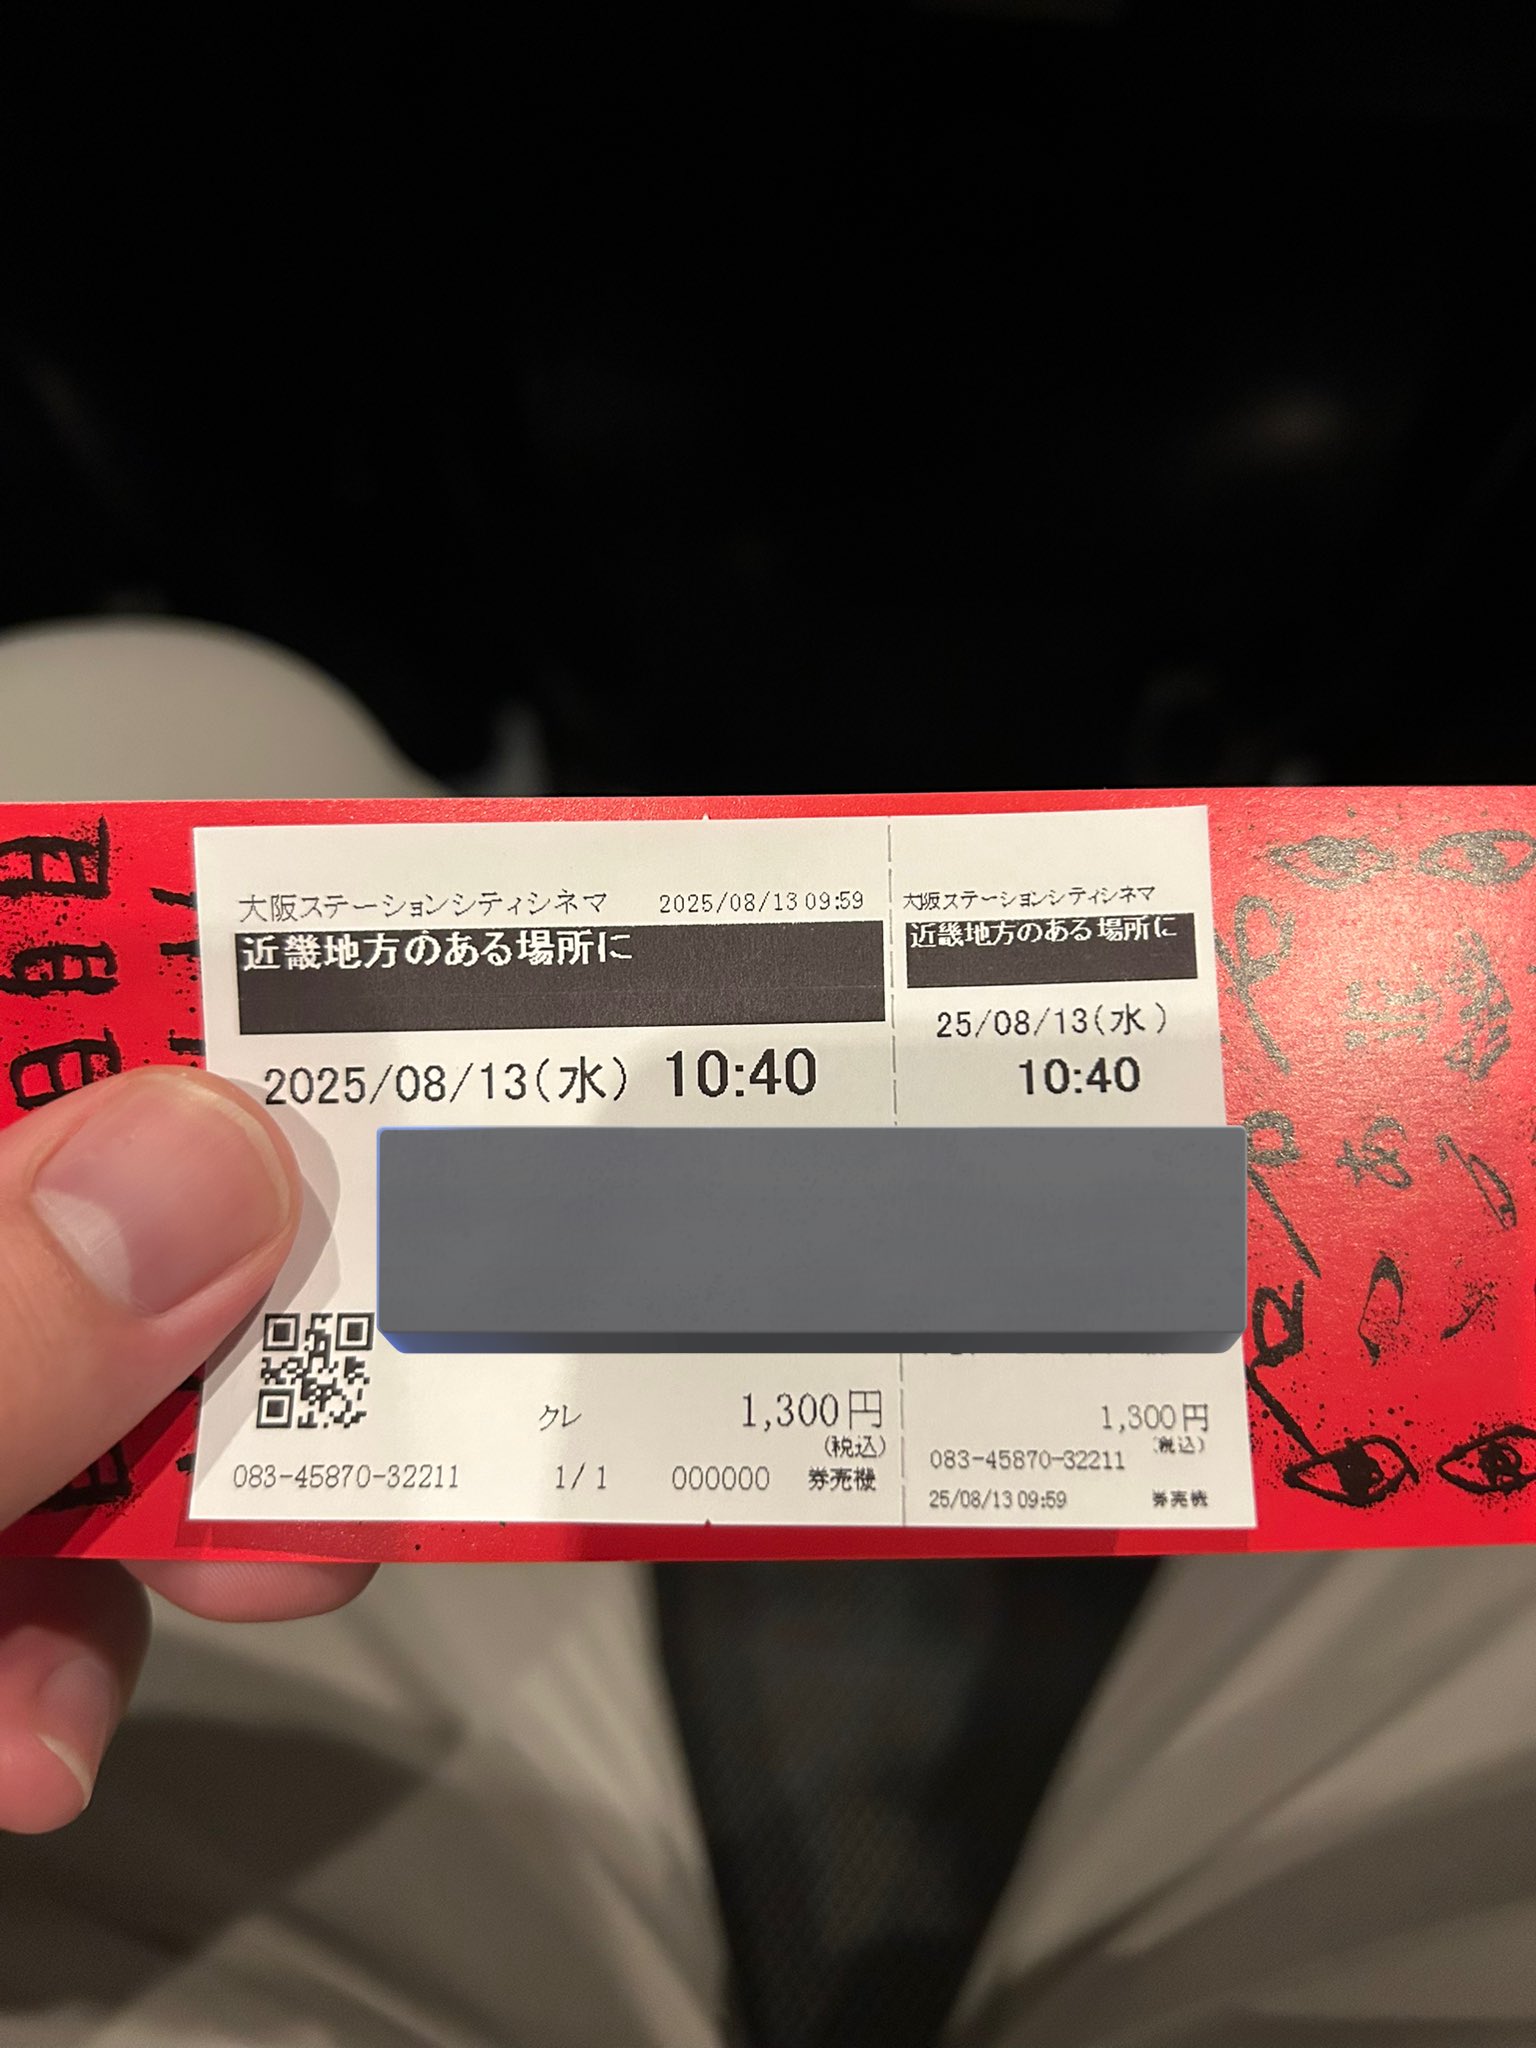 大阪ステーションシティシネマ 2025/08/13 09:59
近畿地方のある場所に
2025/08/13(水) 10:40
クレ 1,300円
(税込)
083-45870-32211 1/1 000000 券売機
大阪ステーションシティシネマ
近畿地方のある場所に
25/08/13(水)
10:40
1,300円
(税込)
083-45870-32211
25/08/13 09:59 券売機